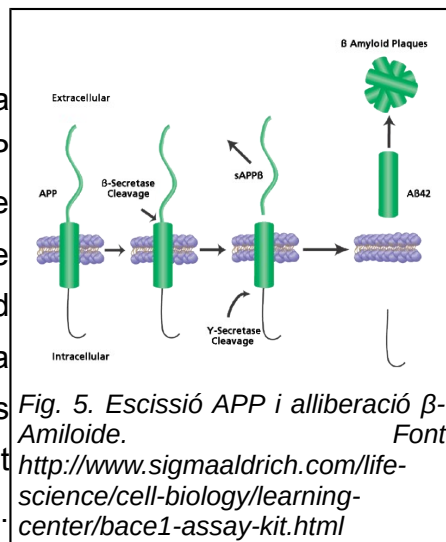 β Amyloid Plaques
Extracellular
APP
β-Secretase
Cleavage
sAPPβ
Aβ42
Y-Secretase
Cleavage
Intracellular
Fig. 5. Escissió APP i alliberació β-
Amiloide. Font
http://www.sigmaaldrich.com/life-
science/cell-biology/learning-
center/bace1-assay-kit.html